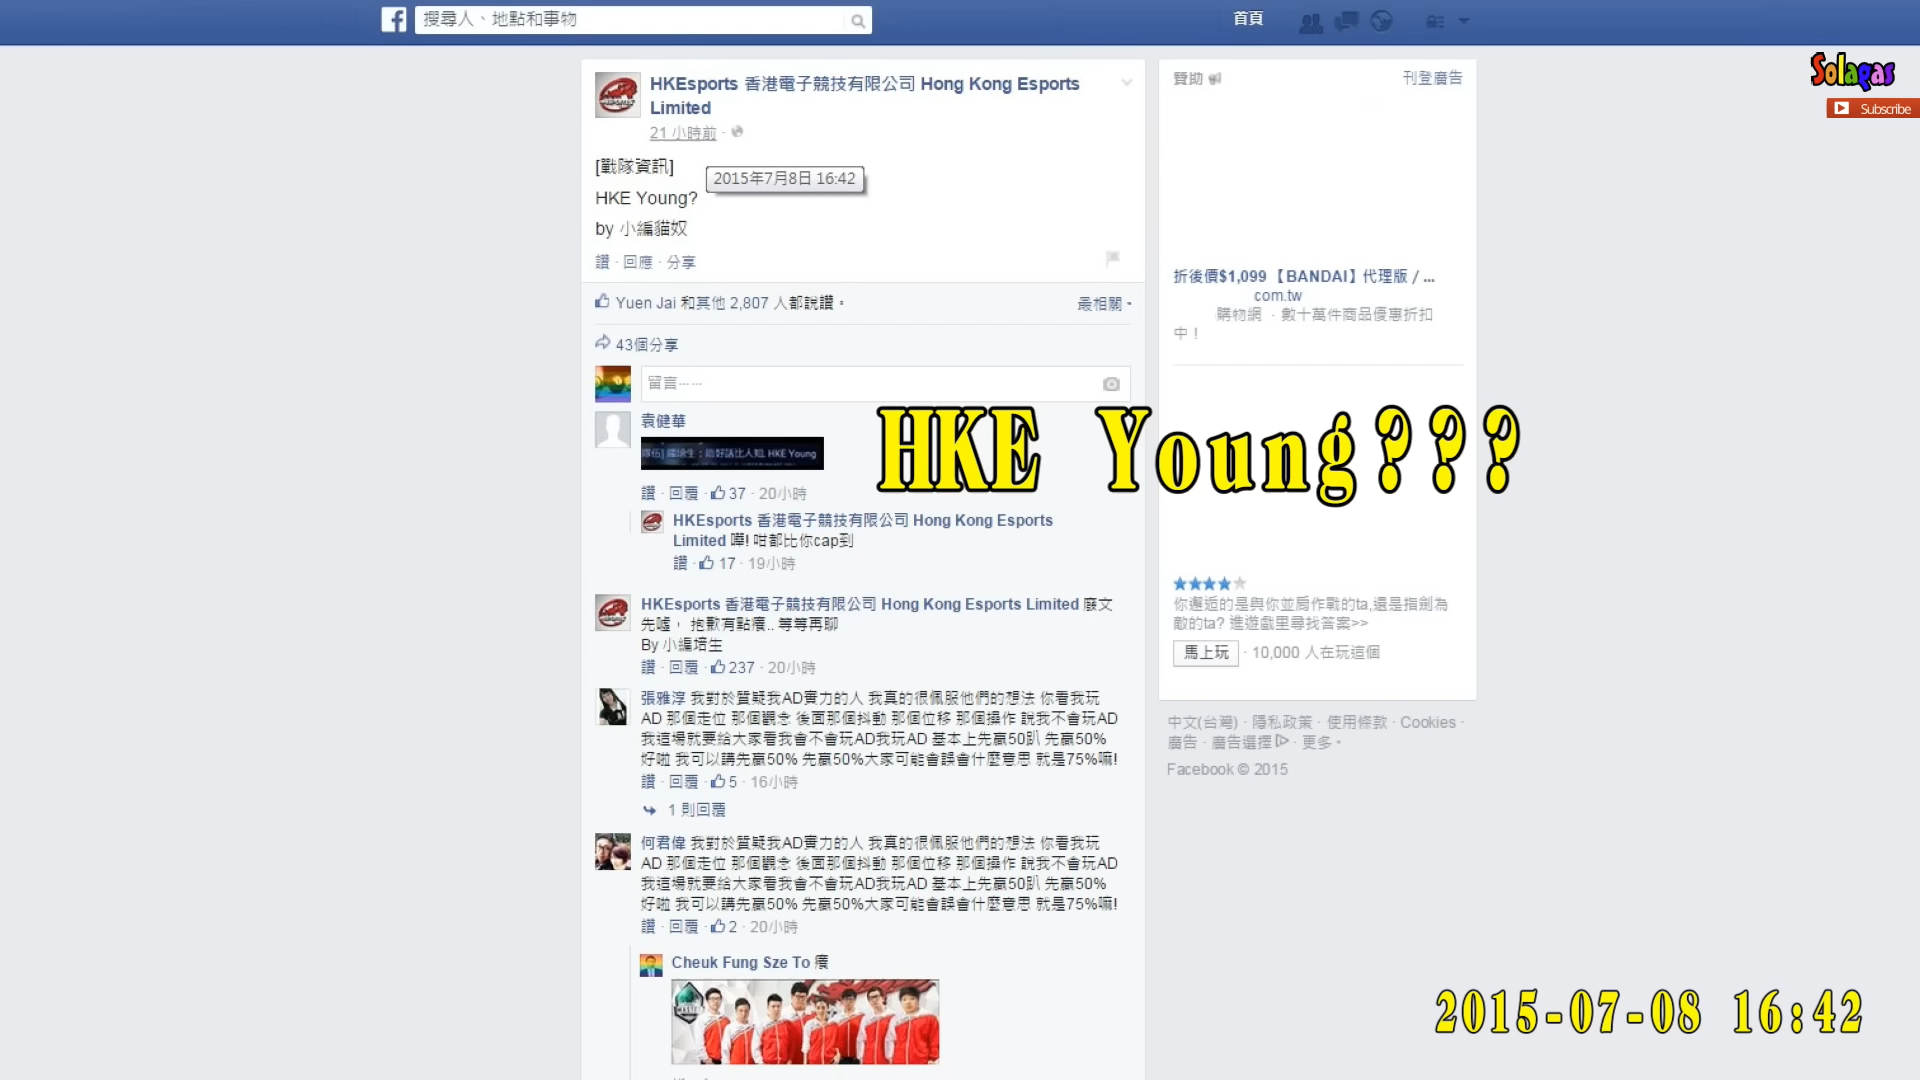 搜尋人、地點和事物
首頁
Solagas
Subscribe
HKEsports 香港電子競技有限公司 Hong Kong Esports
Limited
21 小時前 ·
[戰隊資訊]
2015年7月8日 16:42
HKE Young?
by 小編貓奴
讚 · 回應 · 分享
Yuen Jai 和其他 2,807 人都說讚。
最相關
43個分享
留言……
袁健華
HKE Young
讚 · 回覆 · 37 · 20小時
HKEsports 香港電子競技有限公司 Hong Kong Esports
Limited 嘩! 咁都比你cap到
讚 · 17 · 19小時
HKEsports 香港電子競技有限公司 Hong Kong Esports Limited 廢文
先噓, 抱歉有點癢.. 等等再聊
By 小編培生
讚 · 回覆 · 237 · 20小時
張雅淳 我對於質疑我AD實力的人 我真的很佩服他們的想法 你看我玩
AD 那個走位 那個觀念 後面那個抖動 那個位移 那個操作 說我不會玩AD
我這場就要給大家看我會不會玩AD我玩AD 基本上先贏50趴 先贏50%
好啦 我可以講先贏50% 先贏50%大家可能會誤會什麼意思 就是75%嘛!
讚 · 回覆 · 5 · 16小時
1 則回覆
何君偉 我對於質疑我AD實力的人 我真的很佩服他們的想法 你看我玩
AD 那個走位 那個觀念 後面那個抖動 那個位移 那個操作 說我不會玩AD
我這場就要給大家看我會不會玩AD我玩AD 基本上先贏50趴 先贏50%
好啦 我可以講先贏50% 先贏50%大家可能會誤會什麼意思 就是75%嘛!
讚 · 回覆 · 2 · 20小時
Cheuk Fung Sze To 癢
贊助
刊登廣告
折後價$1,099【BANDAI】代理版 / ...
com.tw
購物網 · 數十萬件商品優惠折扣
中!
HKE Young???
你邂逅的是與你並肩作戰的ta,還是指劍為
敵的ta? 進遊戲里尋找答案>>
馬上玩 · 10,000 人在玩這個
中文(台灣) · 隱私政策 · 使用條款 · Cookies ·
廣告 · 廣告選擇 · 更多
Facebook © 2015
2015-07-08 16:42